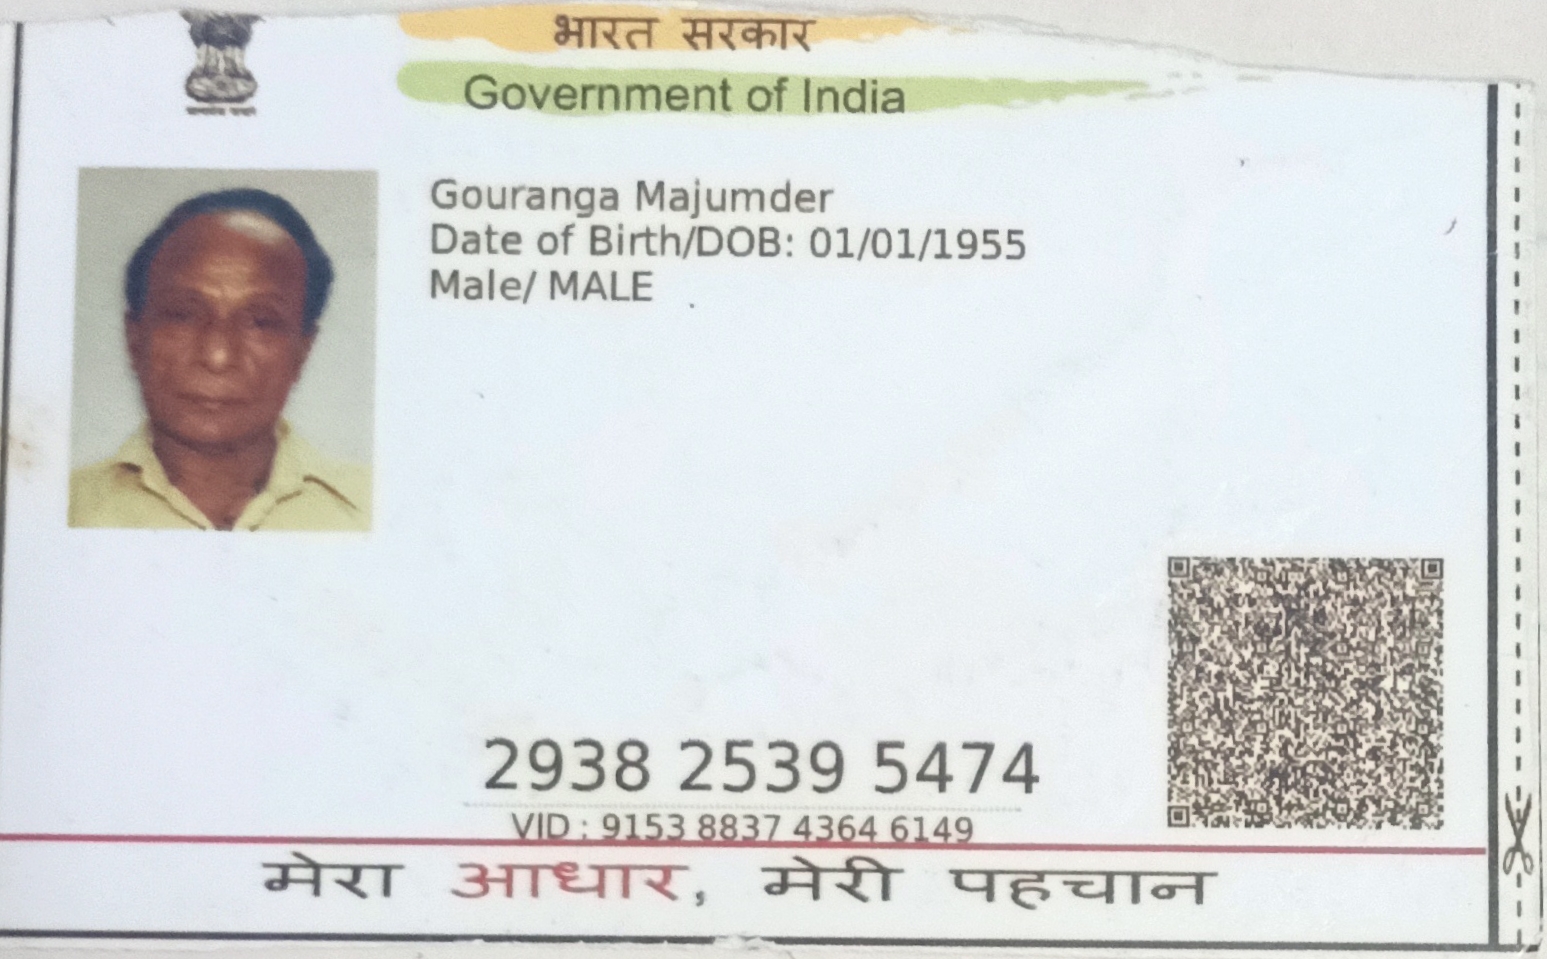 भारत सरकार
Government of India
Gouranga Majumder
Date of Birth/DOB: 01/01/1955
Male/ MALE
2938 2539 5474
VID : 9153 8837 4364 6149
मेरा आधार, मेरी पहचान